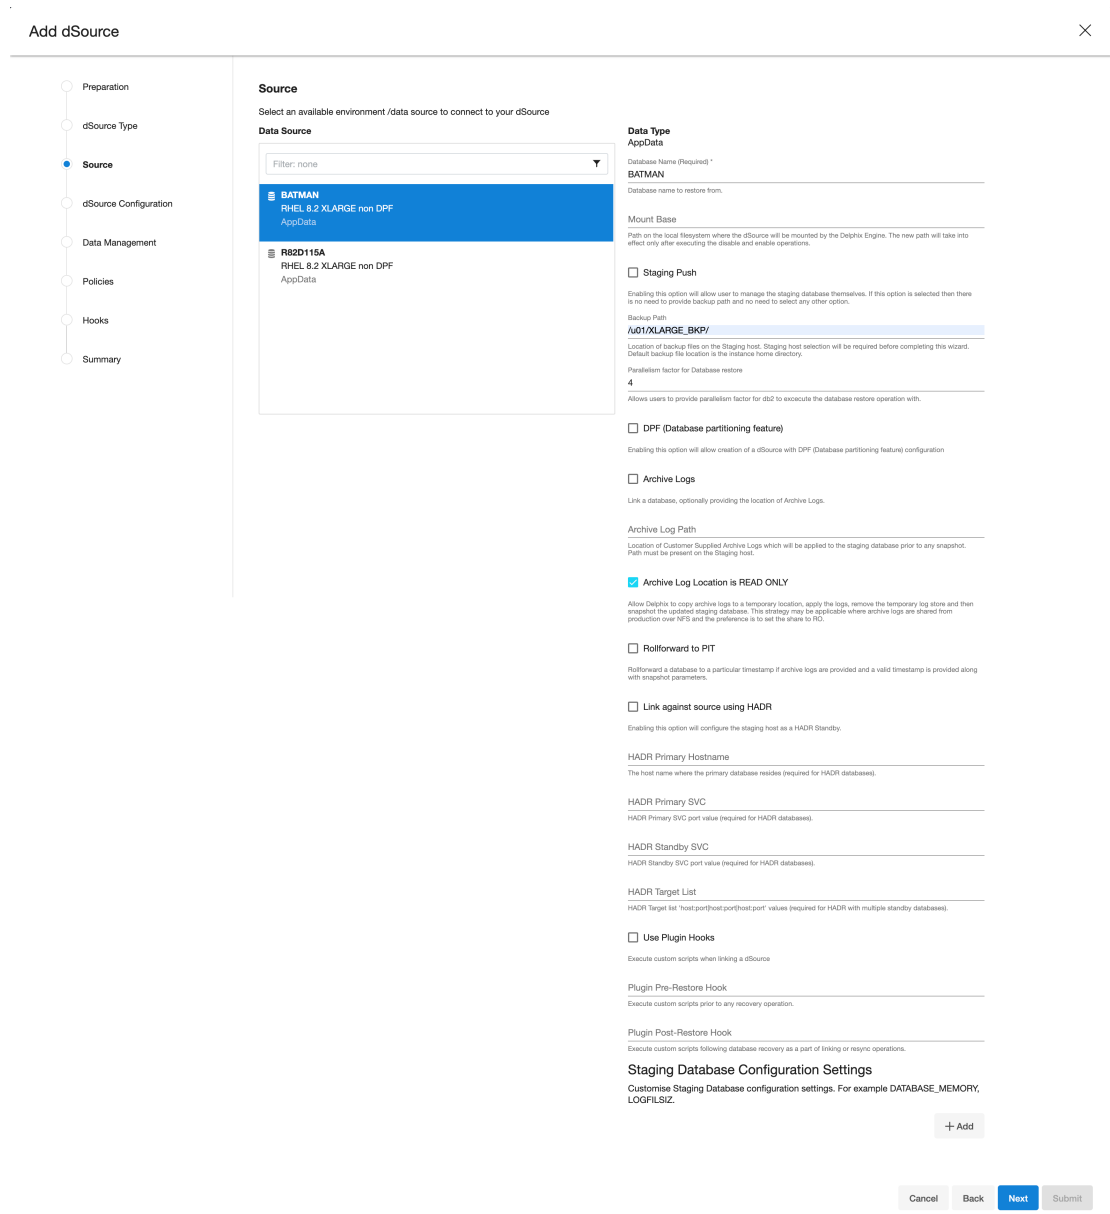 Add dSource
Preparation
dSource Type
Source
dSource Configuration
Data Management
Policies
Hooks
Summary
Source
Select an available environment /data source to connect to your dSource
Data Source
Filter: none
BATMAN
RHEL 8.2 XLARGE non DPF
AppData
R82D115A
RHEL 8.2 XLARGE non DPF
AppData
Data Type
AppData
Database Name (Required) *
BATMAN
Database name to restore from.
Mount Base
Path on the local filesystem where the dSource will be mounted by the Delphix Engine. The new path will take into
effect only after executing the disable and enable operations.
Staging Push
Enabling this option will allow user to manage the staging database themselves. If this option is selected then there
is no need to provide backup path and no need to select any other option.
Backup Path
/u01/XLARGE_BKP/
Location of backup files on the Staging host. Staging host selection will be required before completing this wizard.
Default backup file location is the instance home directory.
Parallelism factor for Database restore
4
Allows users to provide parallelism factor for db2 to excecute the database restore operation with.
DPF (Database partitioning feature)
Enabling this option will allow creation of a dSource with DPF (Database partitioning feature) configuration
Archive Logs
Link a database, optionally providing the location of Archive Logs.
Archive Log Path
Location of Customer Supplied Archive Logs which will be applied to the staging database prior to any snapshot.
Path must be present on the Staging host.
Archive Log Location is READ ONLY
Allow Delphix to copy archive logs to a temporary location, apply the logs, remove the temporary log store and then
snapshot the updated staging database. This strategy may be applicable where archive logs are shared from
production over NFS and the preference is to set the share to RO.
Rollforward to PIT
Rollforward a database to a particular timestamp if archive logs are provided and a valid timestamp is provided along
with snapshot parameters.
Link against source using HADR
Enabling this option will configure the staging host as a HADR Standby.
HADR Primary Hostname
The host name where the primary database resides (required for HADR databases).
HADR Primary SVC
HADR Primary SVC port value (required for HADR databases).
HADR Standby SVC
HADR Standby SVC port value (required for HADR databases).
HADR Target List
HADR Target list 'host:port|host:port|host:port' values (required for HADR with multiple standby databases).
Use Plugin Hooks
Execute custom scripts when linking a dSource
Plugin Pre-Restore Hook
Execute custom scripts prior to any recovery operation.
Plugin Post-Restore Hook
Execute custom scripts following database recovery as a part of linking or resync operations.
Staging Database Configuration Settings
Customise Staging Database configuration settings. For example DATABASE_MEMORY,
LOGFILSIZ.
+ Add
Cancel
Back
Next
Submit